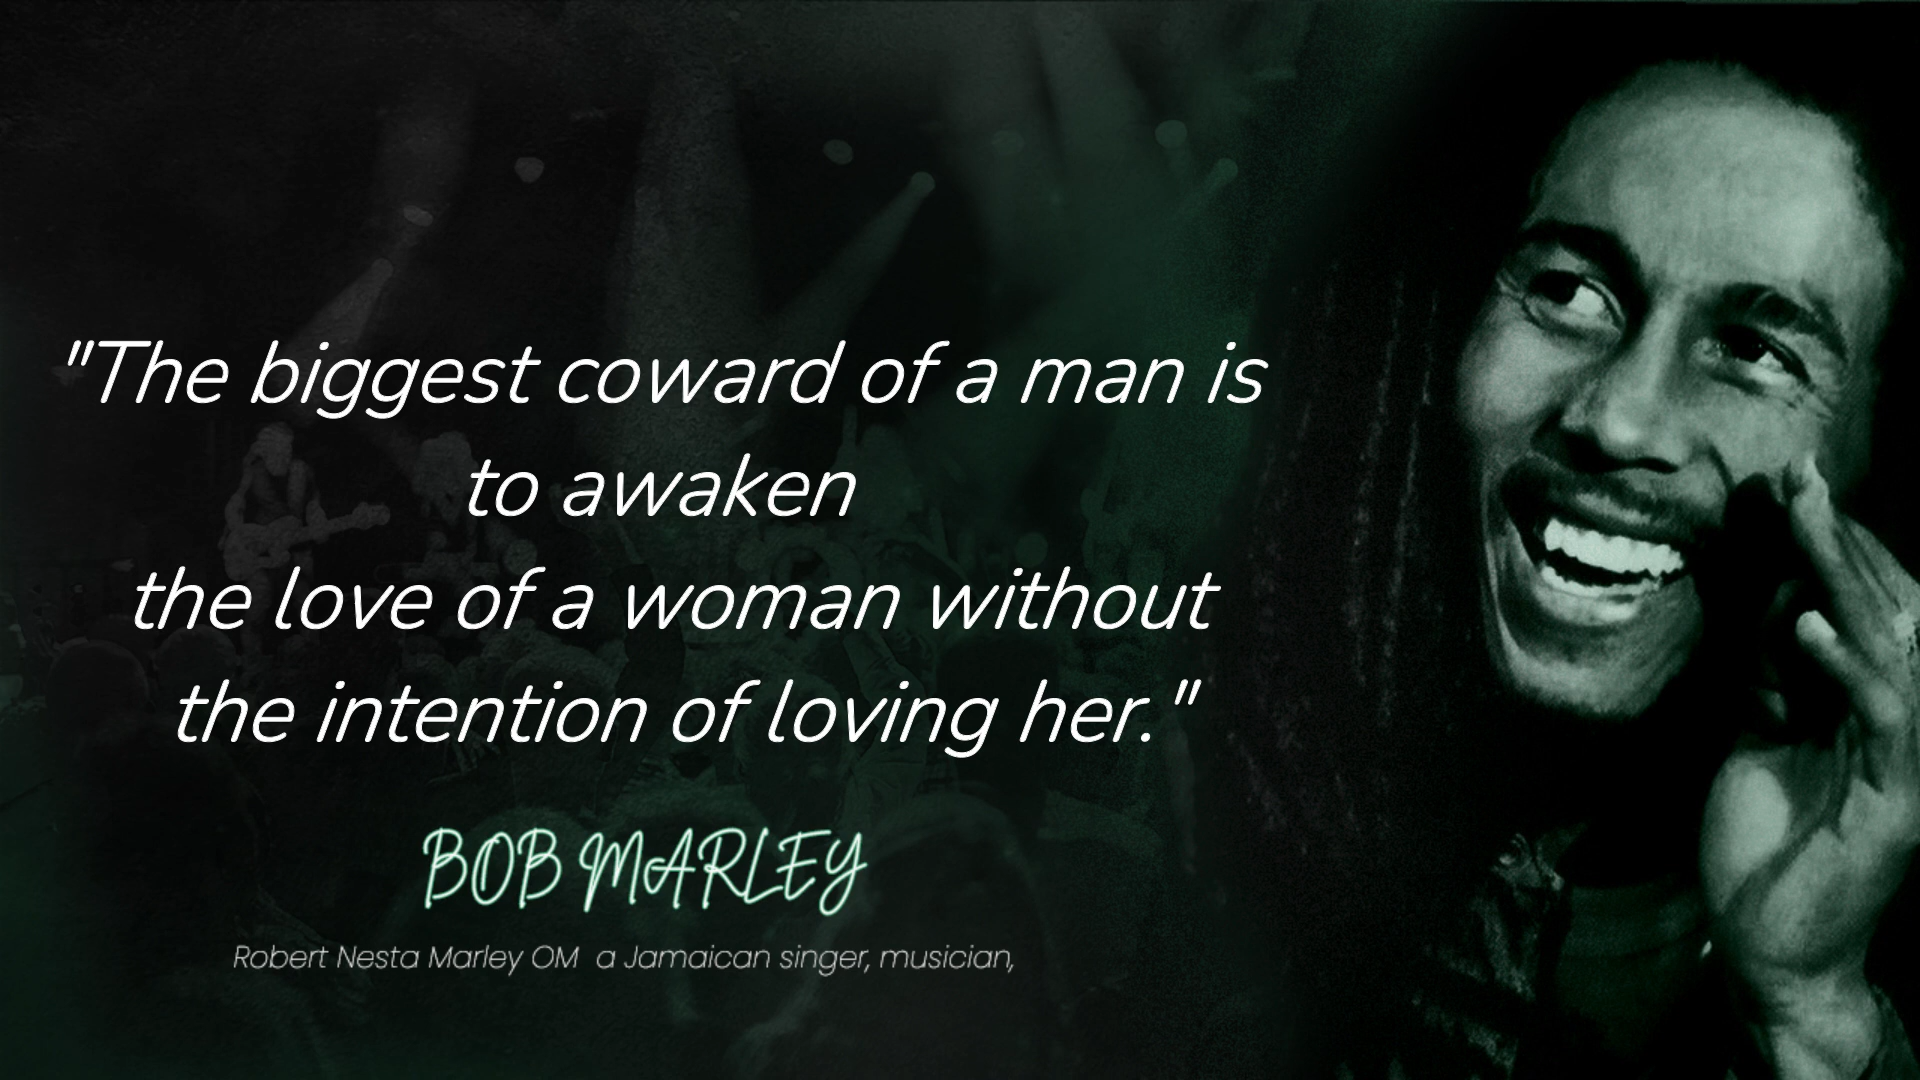 "The biggest coward of a man is
to awaken
the love of a woman without
the intention of loving her."
BOB MARLEY
Robert Nesta Marley OM  a Jamaican singer, musician,